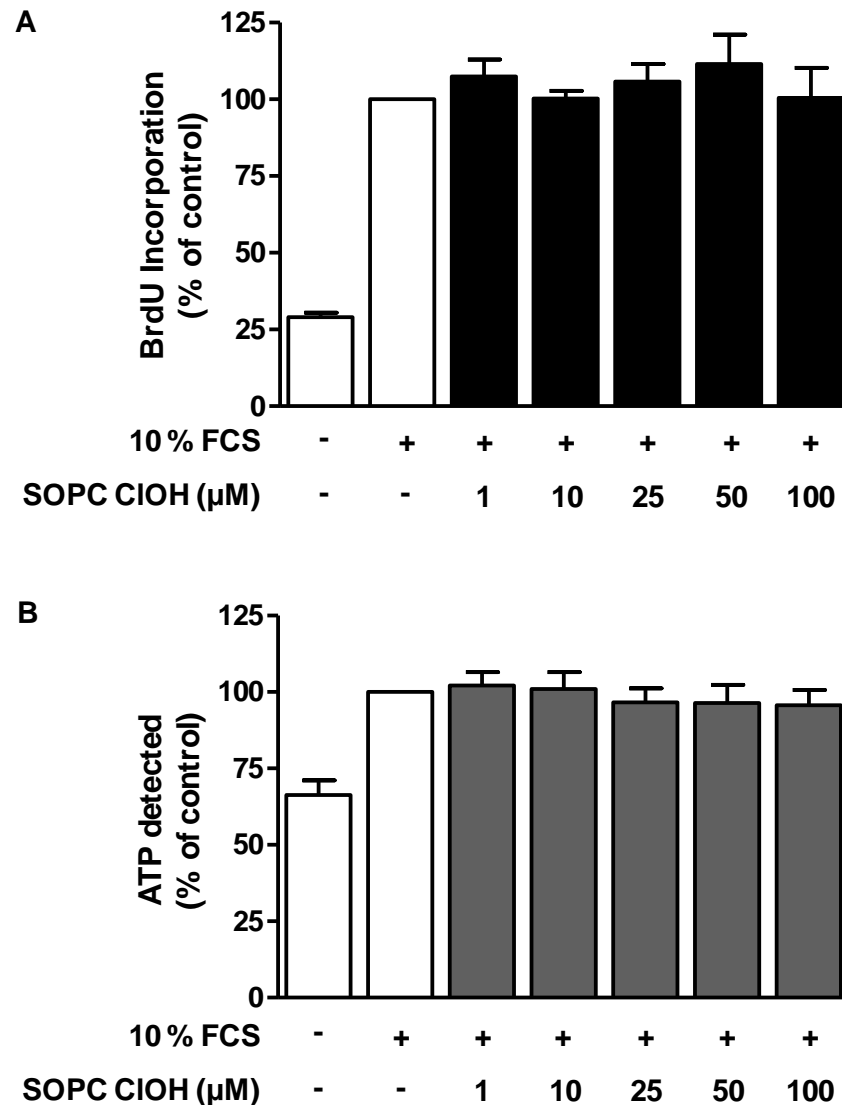 A
BrdU Incorporation
(% of control)
125
100
75
50
25
0
10 % FCS - + + + + + +
SOPC ClOH (µM) - - 1 10 25 50 100
B
ATP detected
(% of control)
125
100
75
50
25
0
10 % FCS - + + + + + +
SOPC ClOH (µM) - - 1 10 25 50 100